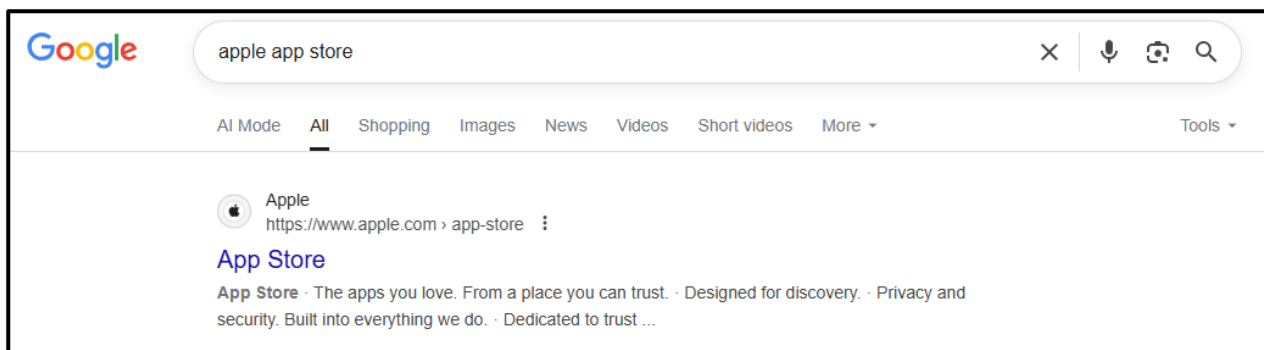 Google
apple app store
AI Mode All Shopping Images News Videos Short videos More Tools
Apple
https://www.apple.com › app-store
App Store
App Store · The apps you love. From a place you can trust. · Designed for discovery. · Privacy and
security. Built into everything we do. · Dedicated to trust ...